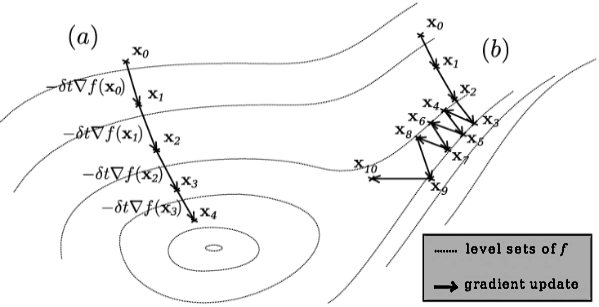 (a)
x₀
−δt∇f(x₀)
x₁
−δt∇f(x₁)
x₂
−δt∇f(x₂)
x₃
−δt∇f(x₃)
x₄
(b)
x₀
x₁
x₂
x₃
x₄
x₅
x₆
x₇
x₈
x₉
x₁₀
level sets of f
gradient update